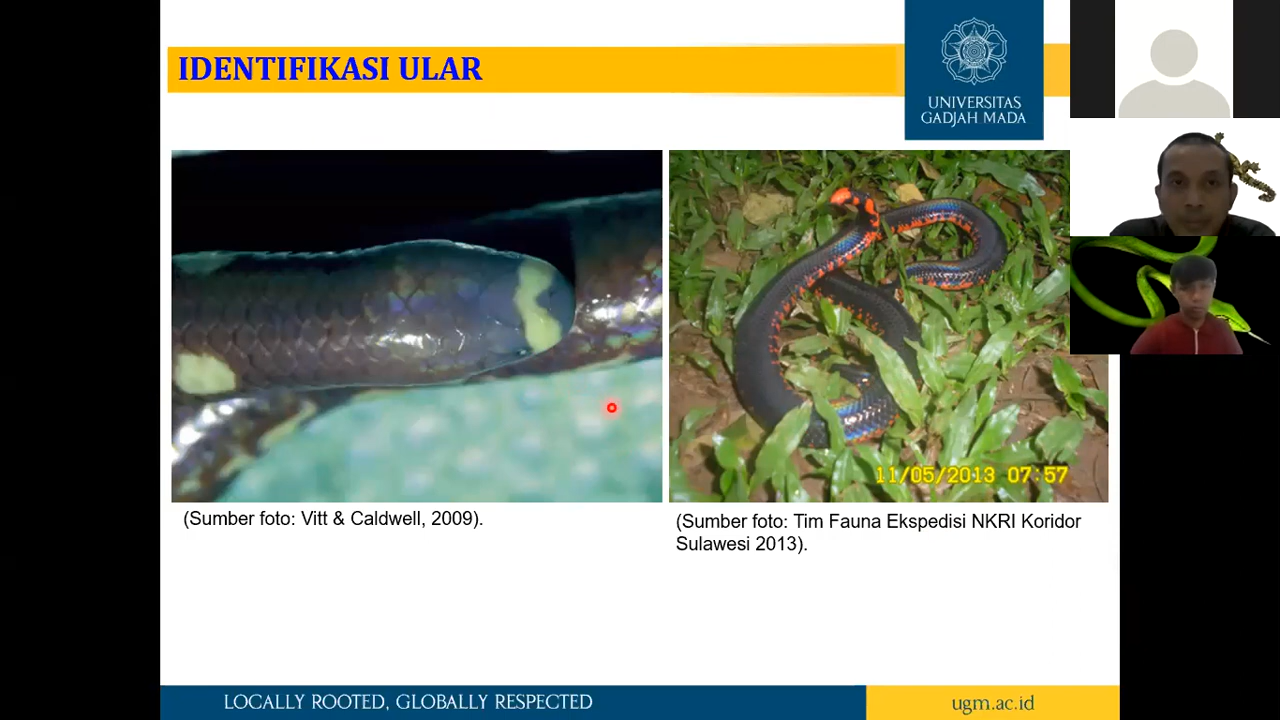 IDENTIFIKASI ULAR
UNIVERSITAS
GADJAH MADA
11/05/2013 07:57
(Sumber foto: Vitt & Caldwell, 2009).
(Sumber foto: Tim Fauna Ekspedisi NKRI Koridor
Sulawesi 2013).
LOCALLY ROOTED, GLOBALLY RESPECTED
ugm.ac.id